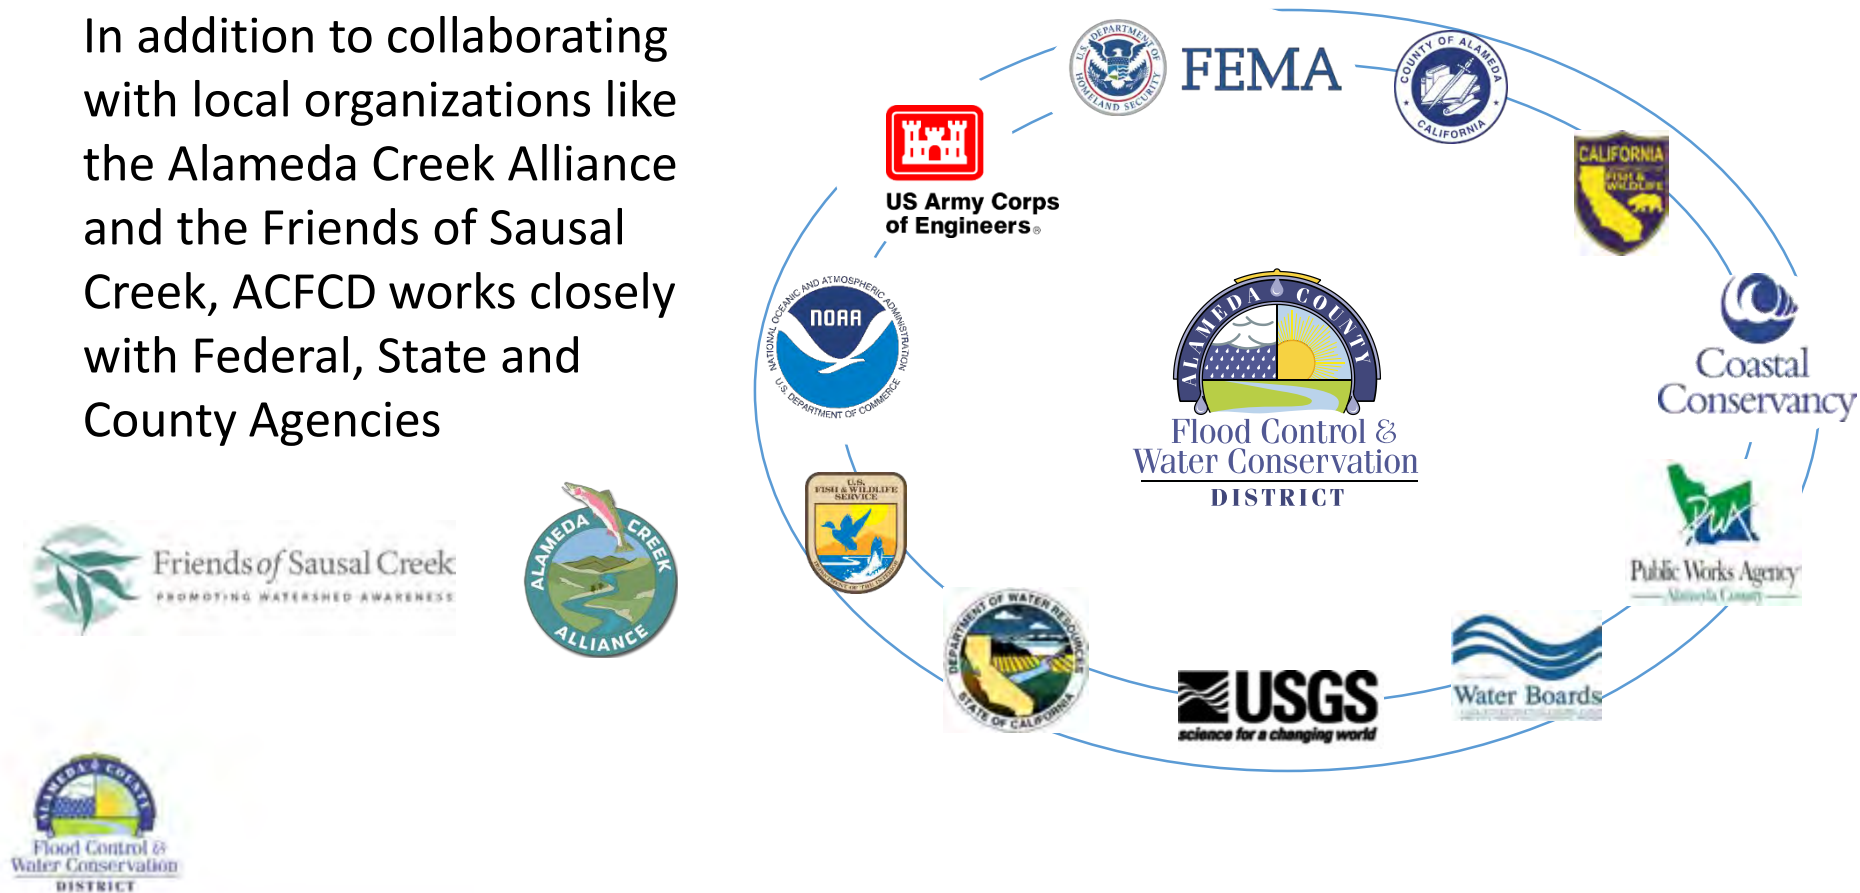 In addition to collaborating
with local organizations like
the Alameda Creek Alliance
and the Friends of Sausal
Creek, ACFCD works closely
with Federal, State and
County Agencies
Friends of Sausal Creek
PROMOTING WATERSHED AWARENESS
ALAMEDA CREEK
ALLIANCE
U.S. DEPARTMENT OF
HOMELAND SECURITY
FEMA
COUNTY OF ALAMEDA
CALIFORNIA
CALIFORNIA
FISH &
WILDLIFE
US Army Corps
of Engineers®
NATIONAL OCEANIC AND ATMOSPHERIC ADMINISTRATION
NOAA
U.S. DEPARTMENT OF COMMERCE
ALAMEDA COUNTY
Flood Control &
Water Conservation
DISTRICT
Coastal
Conservancy
U.S.
FISH & WILDLIFE
SERVICE
DEPARTMENT OF THE INTERIOR
PWA
Public Works Agency
Alameda County
DEPARTMENT OF WATER RESOURCES
STATE OF CALIFORNIA
USGS
science for a changing world
Water Boards
ALAMEDA COUNTY
Flood Control &
Water Conservation
DISTRICT